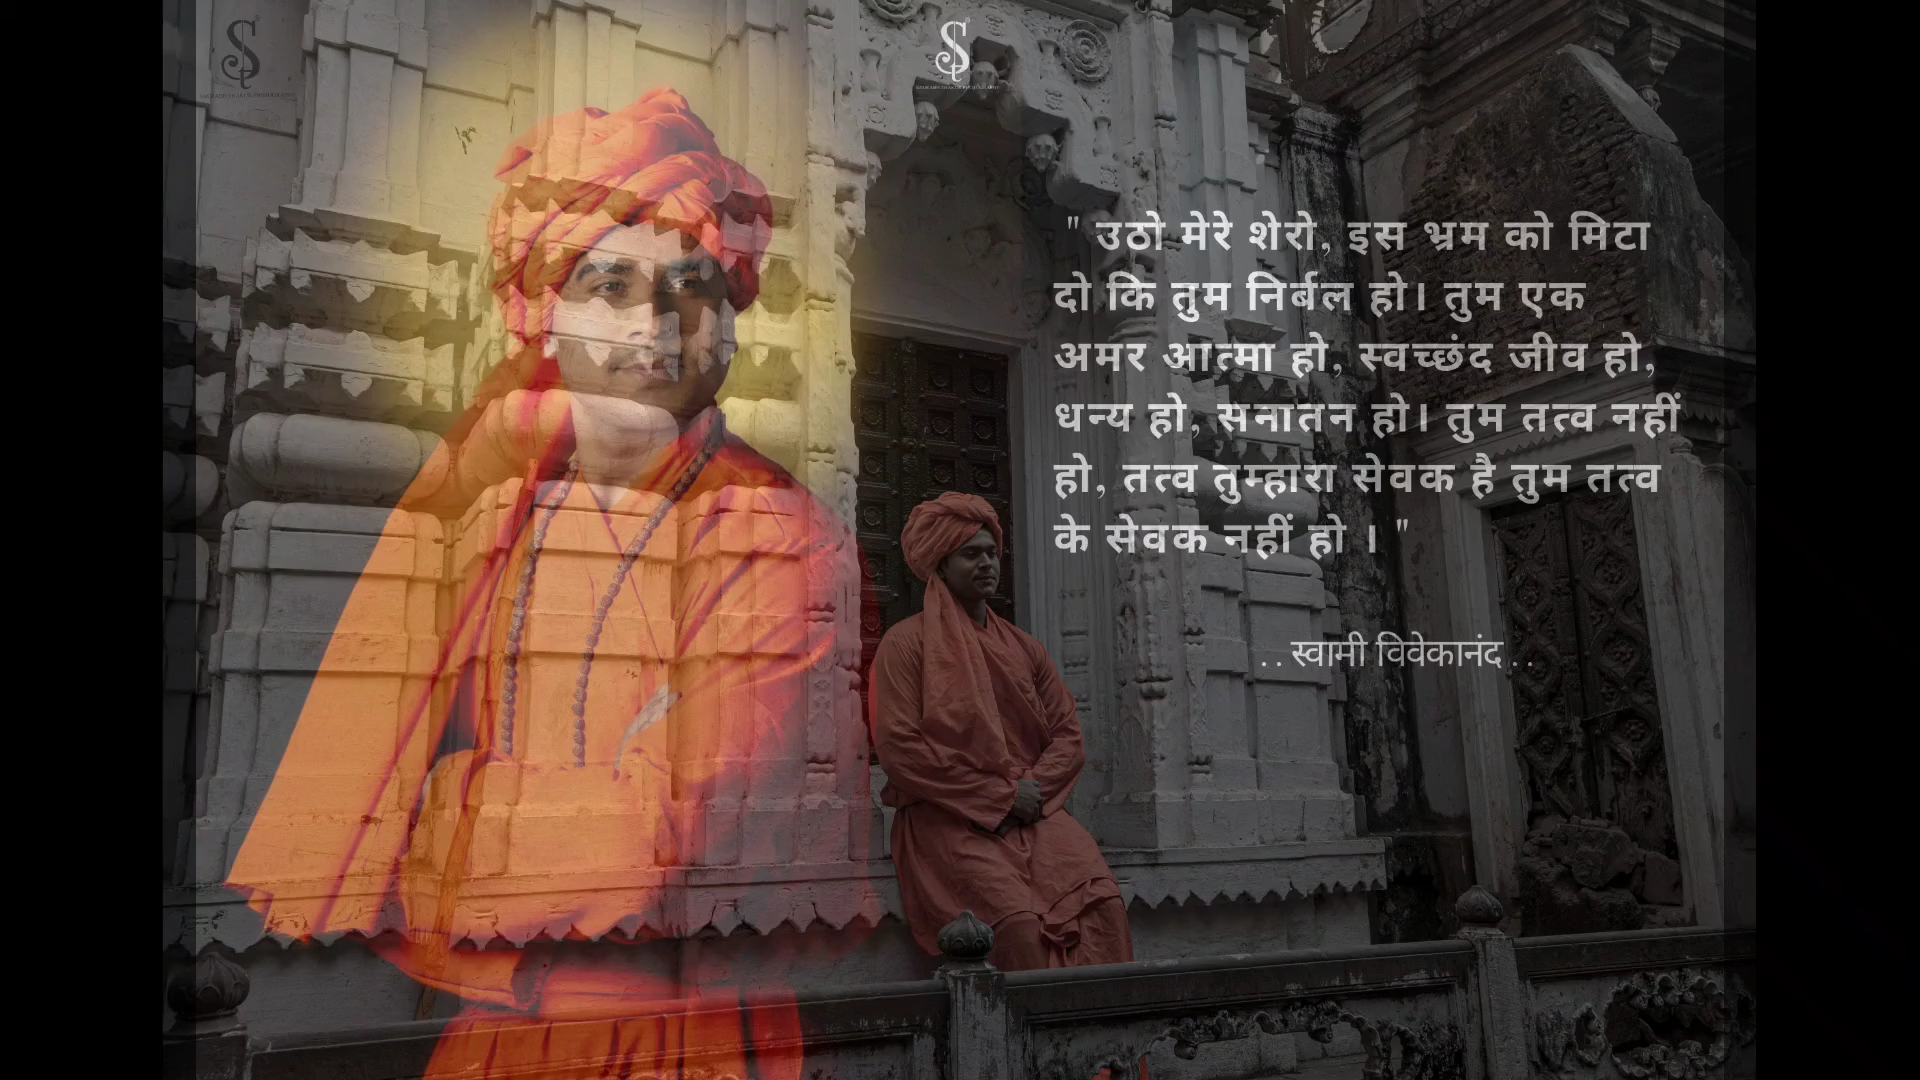 " उठो मेरे शेरो, इस भ्रम को मिटा
दो कि तुम निर्बल हो। तुम एक
अमर आत्मा हो, स्वच्छंद जीव हो,
धन्य हो, सनातन हो। तुम तत्व नहीं
हो, तत्व तुम्हारा सेवक है तुम तत्व
के सेवक नहीं हो । "
. . स्वामी विवेकानंद . .